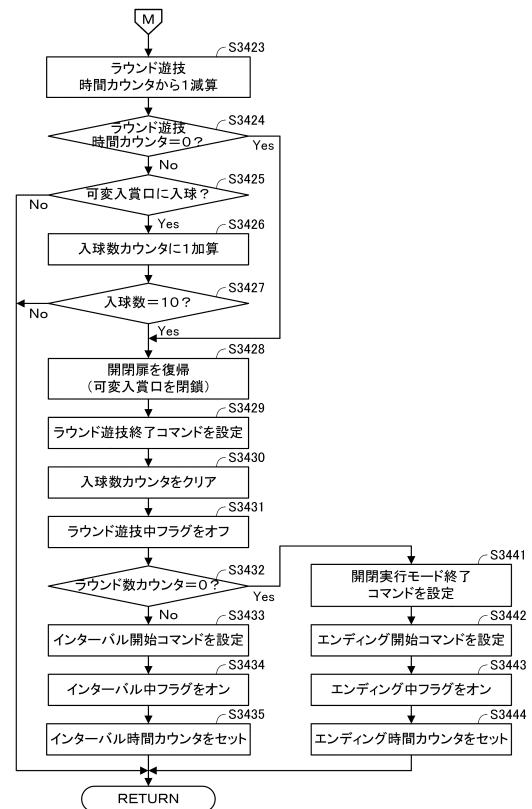 M
S3423
ラウンド遊技
時間カウンタから1減算
S3424
ラウンド遊技
時間カウンタ=0?
Yes
No
S3425
可変入賞口に入球?
No
Yes
S3426
入球数カウンタに1加算
S3427
入球数=10?
No
Yes
S3428
開閉扉を復帰
(可変入賞口を閉鎖)
S3429
ラウンド遊技終了コマンドを設定
S3430
入球数カウンタをクリア
S3431
ラウンド遊技中フラグをオフ
S3432
ラウンド数カウンタ=0?
Yes
No
S3433
インターバル開始コマンドを設定
S3434
インターバル中フラグをオン
S3435
インターバル時間カウンタをセット
S3441
開閉実行モード終了
コマンドを設定
S3442
エンディング開始コマンドを設定
S3443
エンディング中フラグをオン
S3444
エンディング時間カウンタをセット
RETURN